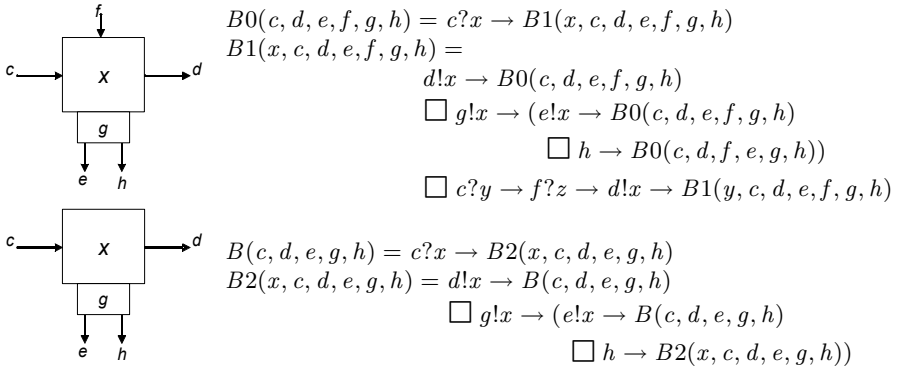 f
c
x
d
g
e h
B0(c, d, e, f, g, h) = c?x → B1(x, c, d, e, f, g, h)
B1(x, c, d, e, f, g, h) =
d!x → B0(c, d, e, f, g, h)
□ g!x → (e!x → B0(c, d, e, f, g, h)
□ h → B0(c, d, f, e, g, h))
□ c?y → f?z → d!x → B1(y, c, d, e, f, g, h)
c
x
d
g
e h
B(c, d, e, g, h) = c?x → B2(x, c, d, e, g, h)
B2(x, c, d, e, g, h) = d!x → B(c, d, e, g, h)
□ g!x → (e!x → B(c, d, e, g, h)
□ h → B2(x, c, d, e, g, h))